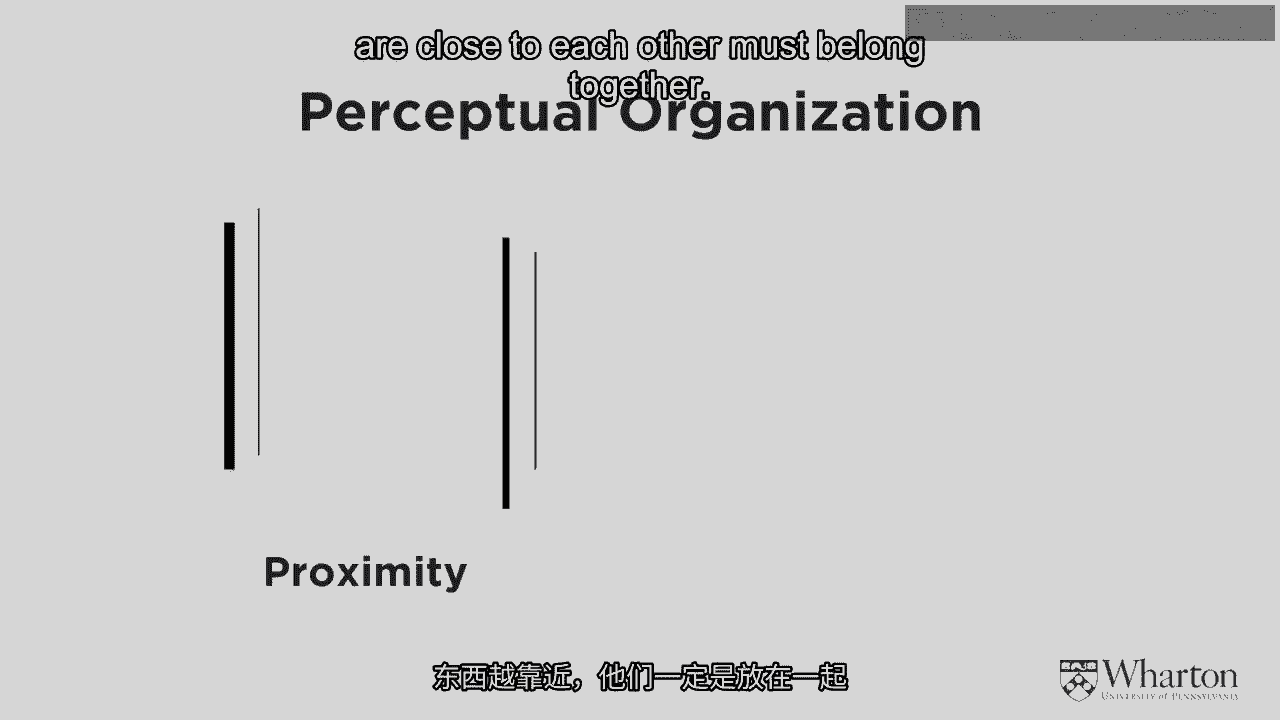 are close to each other must belong
together.
Perceptual Organization
Proximity
东西越靠近，他们一定是放在一起
Wharton
UNIVERSITY of PENNSYLVANIA